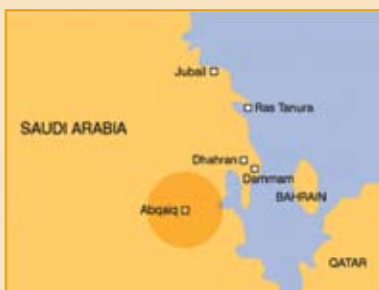 Jubail
Ras Tanura
SAUDI ARABIA
Dhahran
Dammam
BAHRAIN
Abqaiq
QATAR